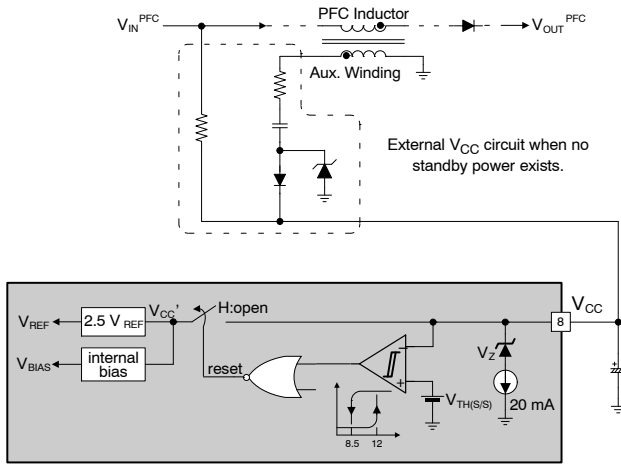 PFC Inductor
V_IN^PFC
V_OUT^PFC
Aux. Winding
External V_CC circuit when no
standby power exists.
V_REF
2.5 V_REF
V_CC'
H:open
8
V_CC
V_BIAS
internal
bias
reset
V_Z
V_TH(S/S)
20 mA
8.5 12